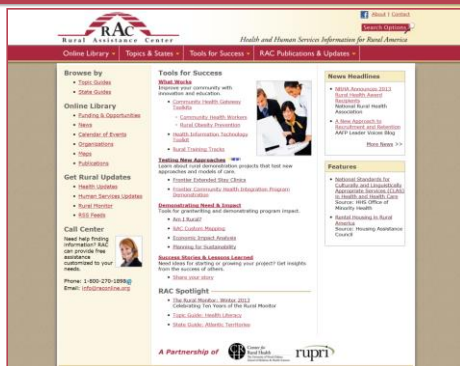 About | Contact
RAC
Rural Assistance Center
Health and Human Services Information for Rural America
Search Options
Online Library
Topics & States
Tools for Success
RAC Publications & Updates
Browse by
Topic Guides
State Guides
Online Library
Funding & Opportunities
News
Calendar of Events
Organizations
Maps
Publications
Get Rural Updates
Health Updates
Human Services Updates
Rural Monitor
RSS Feeds
Call Center
Need help finding
information? RAC
can provide free
assistance
customized to your
needs.
Phone: 1-800-270-1898
Email: info@raconline.org
Tools for Success
What Works
Improve your community with
innovation and education.
Community Health Gateway
Toolkits
Community Health Workers
Rural Obesity Prevention
Health Information Technology
Toolkit
Rural Training Tracks
Testing New Approaches
Learn about rural demonstration projects that test new
approaches and models of care.
Frontier Extended Stay Clinics
Frontier Community Health Integration Program
Demonstration
Demonstrating Need & Impact
Tools for grantwriting and demonstrating program impact.
Am I Rural?
RAC Custom Mapping
Economic Impact Analysis
Planning for Sustainability
Success Stories & Lessons Learned
Need ideas for starting or growing your project? Get insights
from the success of others.
Share your story
RAC Spotlight
The Rural Monitor: Winter 2013
Celebrating Ten Years of the Rural Monitor
Topic Guide: Health Literacy
State Guide: Atlantic Territories
News Headlines
NRHA Announces 2013
Rural Health Award
Recipients
National Rural Health
Association
A New Approach to
Recruitment and Retention
AAFP Leader Voices Blog
More News >>
Features
National Standards for
Culturally and Linguistically
Appropriate Services (CLAS)
in Health and Health Care
Source: HHS Office of
Minority Health
Rental Housing in Rural
America
Source: Housing Assistance
Council
A Partnership of
Center for
Rural Health
rupri